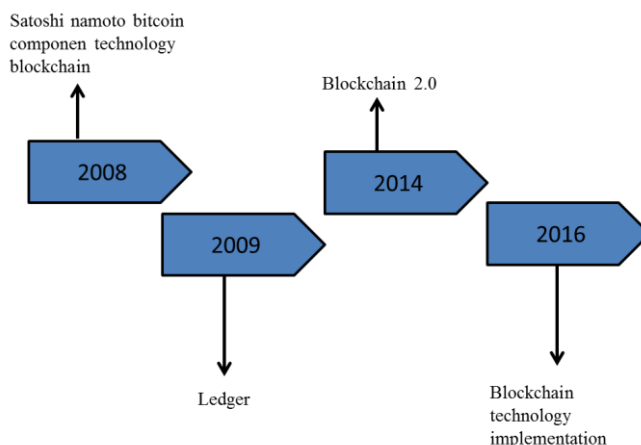 Satoshi namoto bitcoin
componen technology
blockchain
Blockchain 2.0
2008
2014
2009
2016
Ledger
Blockchain
technology
implementation